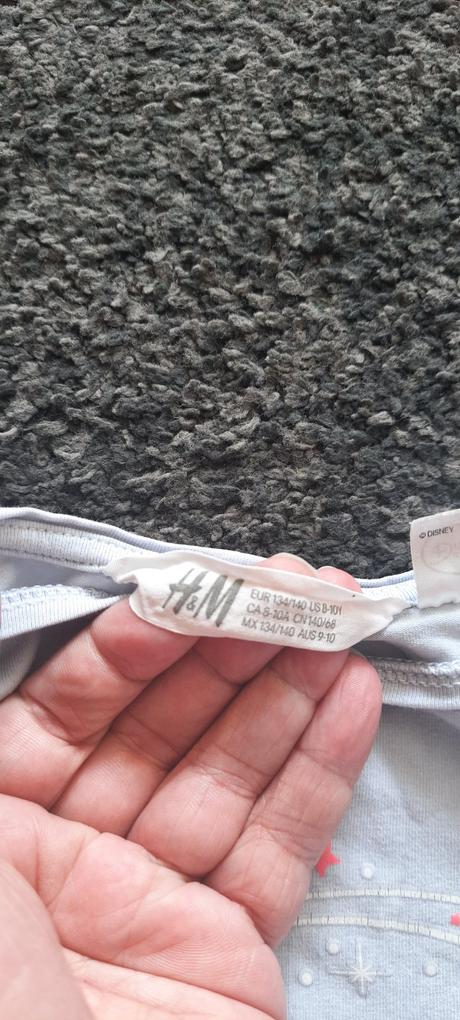 © DISNEY
H&M
EUR 134/140 US 8-10Y
CA 8-10A CN 140/68
MX 134/140 AUS 9-10